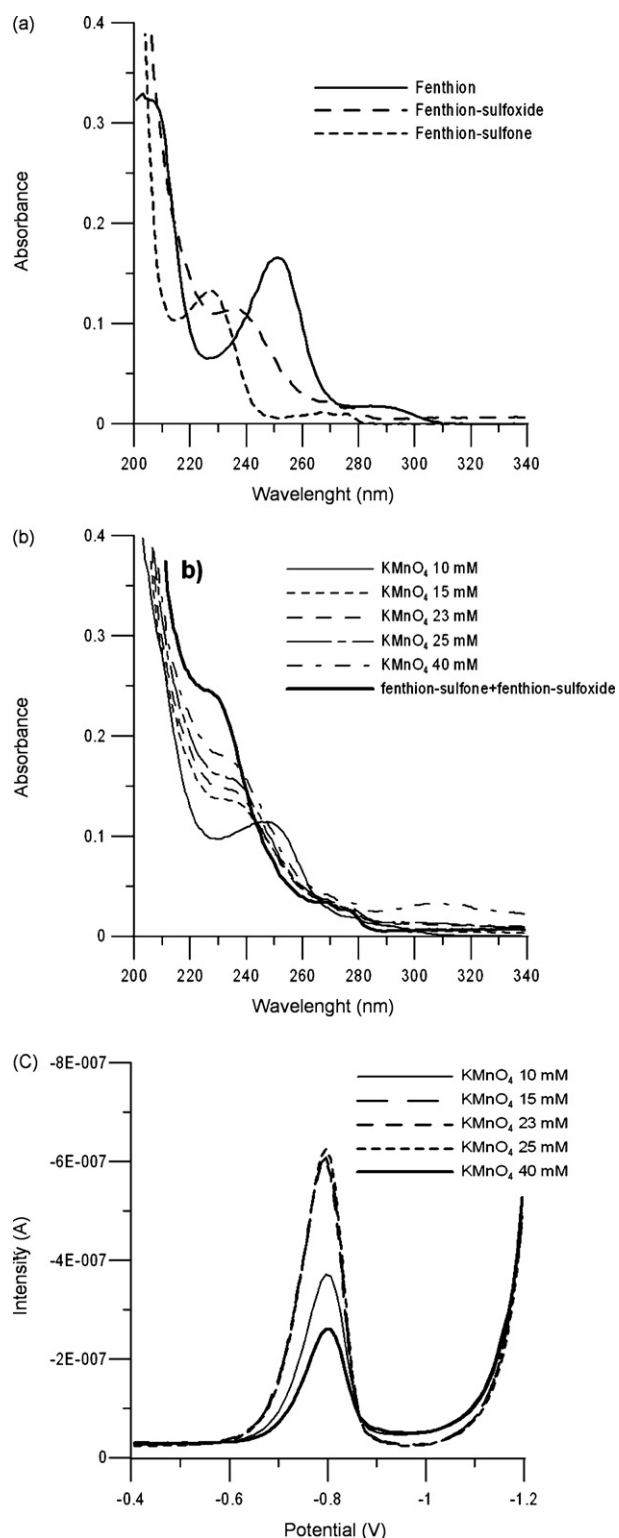 (a)
0.4
0.3
0.2
0.1
0
Absorbance
Fenthion
Fenthion-sulfoxide
Fenthion-sulfone
200 220 240 260 280 300 320 340
Wavelenght (nm)
(b)
b)
0.4
0.3
0.2
0.1
0
Absorbance
KMnO4 10 mM
KMnO4 15 mM
KMnO4 23 mM
KMnO4 25 mM
KMnO4 40 mM
fenthion-sulfone+fenthion-sulfoxide
200 220 240 260 280 300 320 340
Wavelenght (nm)
(C)
-8E-007
-6E-007
-4E-007
-2E-007
0
Intensity (A)
KMnO4 10 mM
KMnO4 15 mM
KMnO4 23 mM
KMnO4 25 mM
KMnO4 40 mM
-0.4 -0.6 -0.8 -1 -1.2
Potential (V)